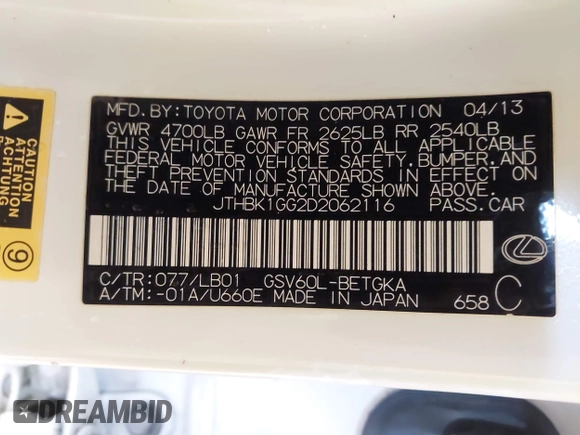 MFD. BY: TOYOTA MOTOR CORPORATION 04/13
GVWR 4700LB GAWR FR 2625LB RR 2540LB
THIS VEHICLE CONFORMS TO ALL APPLICABLE
FEDERAL MOTOR VEHICLE SAFETY, BUMPER, AND
THEFT PREVENTION STANDARDS IN EFFECT ON
THE DATE OF MANUFACTURE SHOWN ABOVE.
JTHBK1GG2D2062116 PASS. CAR
C/TR: 077/LB01 GSV60L-BETGKA
A/TM: -01A/U660E MADE IN JAPAN 658 C
CAUTION
ACHTUNG
9
DREAMBID